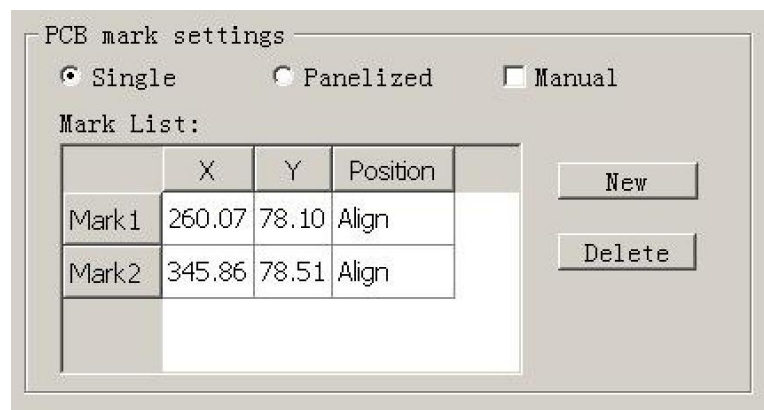 PCB mark settings
Single Panelized Manual
Mark List:
X Y Position
New
Mark1 260.07 78.10 Align
Delete
Mark2 345.86 78.51 Align